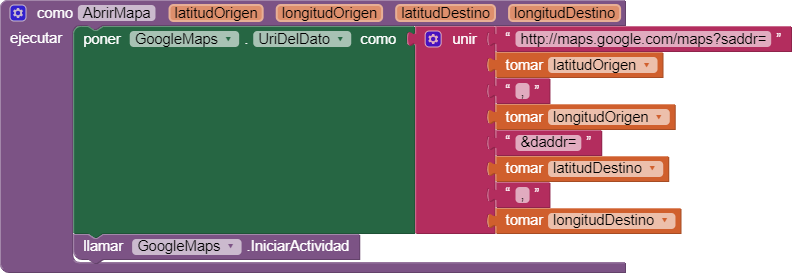 como AbrirMapa latitudOrigen longitudOrigen latitudDestino longitudDestino
ejecutar poner GoogleMaps . UriDelDato como unir " http://maps.google.com/maps?saddr= "
tomar latitudOrigen
" , "
tomar longitudOrigen
" &daddr= "
tomar latitudDestino
" , "
tomar longitudDestino
llamar GoogleMaps .IniciarActividad